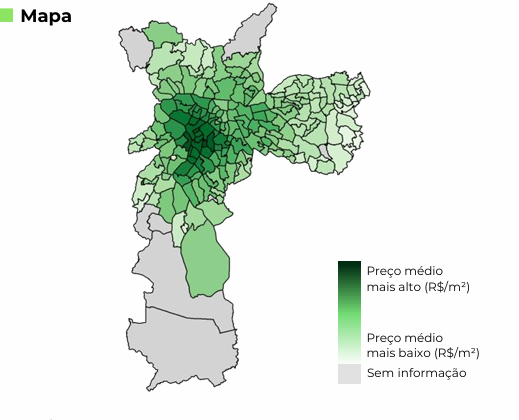 Mapa
Preço médio
mais alto (R$/m²)
Preço médio
mais baixo (R$/m²)
Sem informação